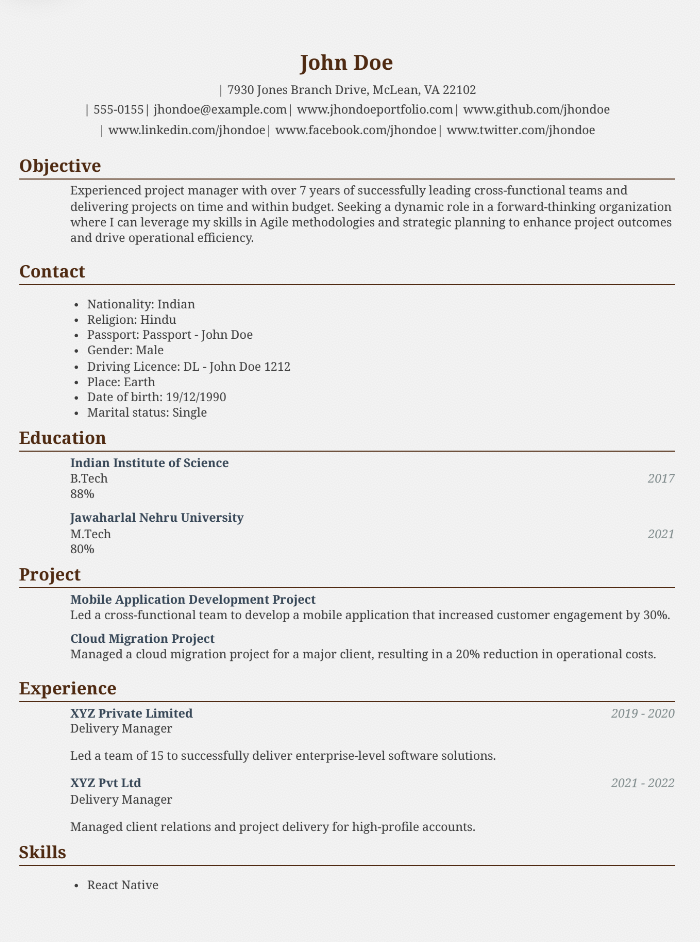 John Doe
| 7930 Jones Branch Drive, McLean, VA 22102
| 555-0155| jhondoe@example.com| www.jhondoeportfolio.com| www.github.com/jhondoe
| www.linkedin.com/jhondoe| www.facebook.com/jhondoe| www.twitter.com/jhondoe
Objective
Experienced project manager with over 7 years of successfully leading cross-functional teams and
delivering projects on time and within budget. Seeking a dynamic role in a forward-thinking organization
where I can leverage my skills in Agile methodologies and strategic planning to enhance project outcomes
and drive operational efficiency.
Contact
• Nationality: Indian
• Religion: Hindu
• Passport: Passport - John Doe
• Gender: Male
• Driving Licence: DL - John Doe 1212
• Place: Earth
• Date of birth: 19/12/1990
• Marital status: Single
Education
Indian Institute of Science
B.Tech 2017
88%
Jawaharlal Nehru University
M.Tech 2021
80%
Project
Mobile Application Development Project
Led a cross-functional team to develop a mobile application that increased customer engagement by 30%.
Cloud Migration Project
Managed a cloud migration project for a major client, resulting in a 20% reduction in operational costs.
Experience
XYZ Private Limited 2019 - 2020
Delivery Manager
Led a team of 15 to successfully deliver enterprise-level software solutions.
XYZ Pvt Ltd 2021 - 2022
Delivery Manager
Managed client relations and project delivery for high-profile accounts.
Skills
• React Native